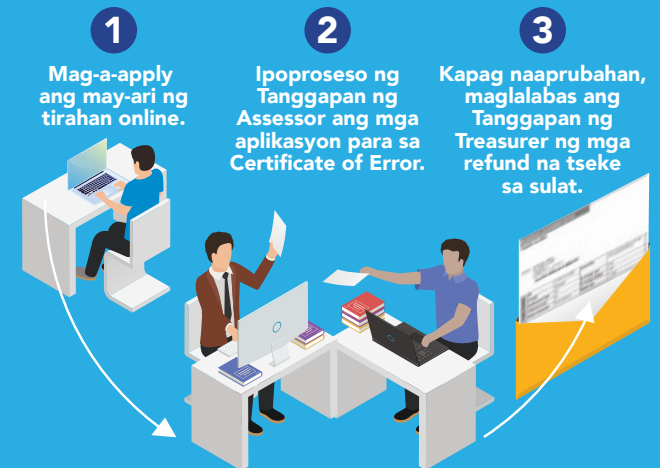 1
Mag-a-apply
ang may-ari ng
tirahan online.
2
Ipoproseso ng
Tanggapan ng
Assessor ang mga
aplikasyon para sa
Certificate of Error.
3
Kapag naaprubahan,
maglalabas ang
Tanggapan ng
Treasurer ng mga
refund na tseke
sa sulat.